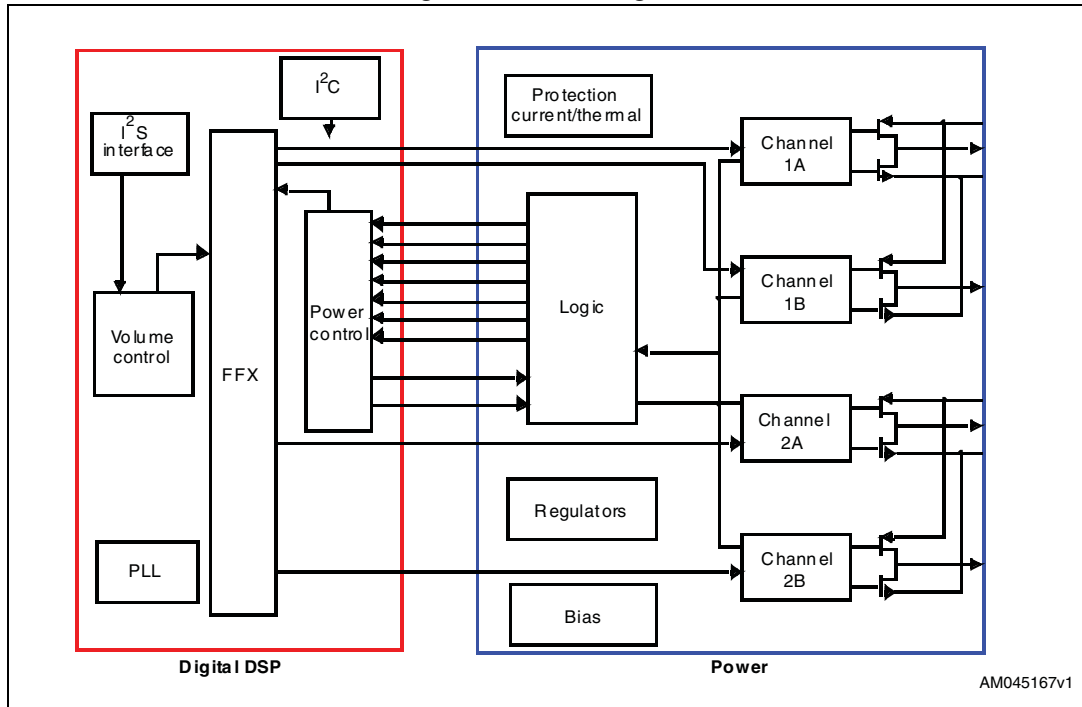 I²C
I²S
interface
Protection
current/thermal
Channel
1A
Channel
1B
Logic
Power
control
Volume
control
FFX
Channel
2A
Regulators
PLL
Channel
2B
Bias
Digital DSP
Power
AM045167v1